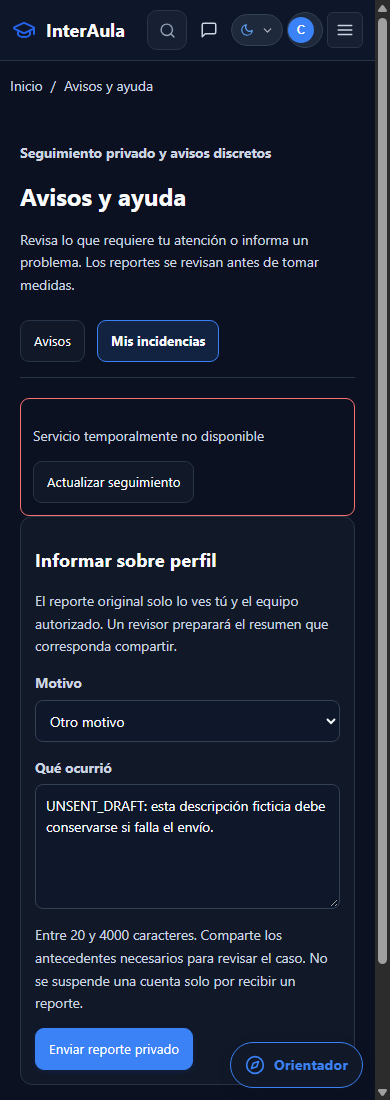 InterAula
C
Inicio / Avisos y ayuda
Seguimiento privado y avisos discretos
Avisos y ayuda
Revisa lo que requiere tu atención o informa un
problema. Los reportes se revisan antes de tomar
medidas.
Avisos
Mis incidencias
Servicio temporalmente no disponible
Actualizar seguimiento
Informar sobre perfil
El reporte original solo lo ves tú y el equipo
autorizado. Un revisor preparará el resumen que
corresponda compartir.
Motivo
Otro motivo
Qué ocurrió
UNSENT_DRAFT: esta descripción ficticia debe
conservarse si falla el envío.
Entre 20 y 4000 caracteres. Comparte los
antecedentes necesarios para revisar el caso. No
se suspende una cuenta solo por recibir un
reporte.
Enviar reporte privado
Orientador